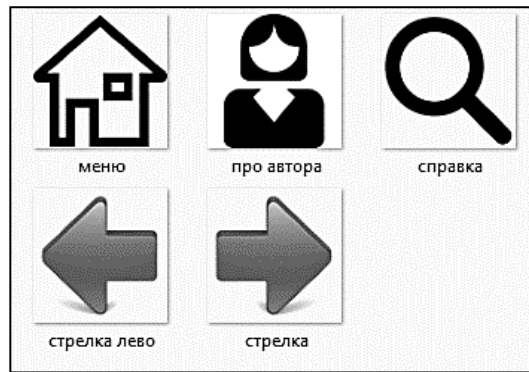 меню
про автора
справка
стрелка лево
стрелка